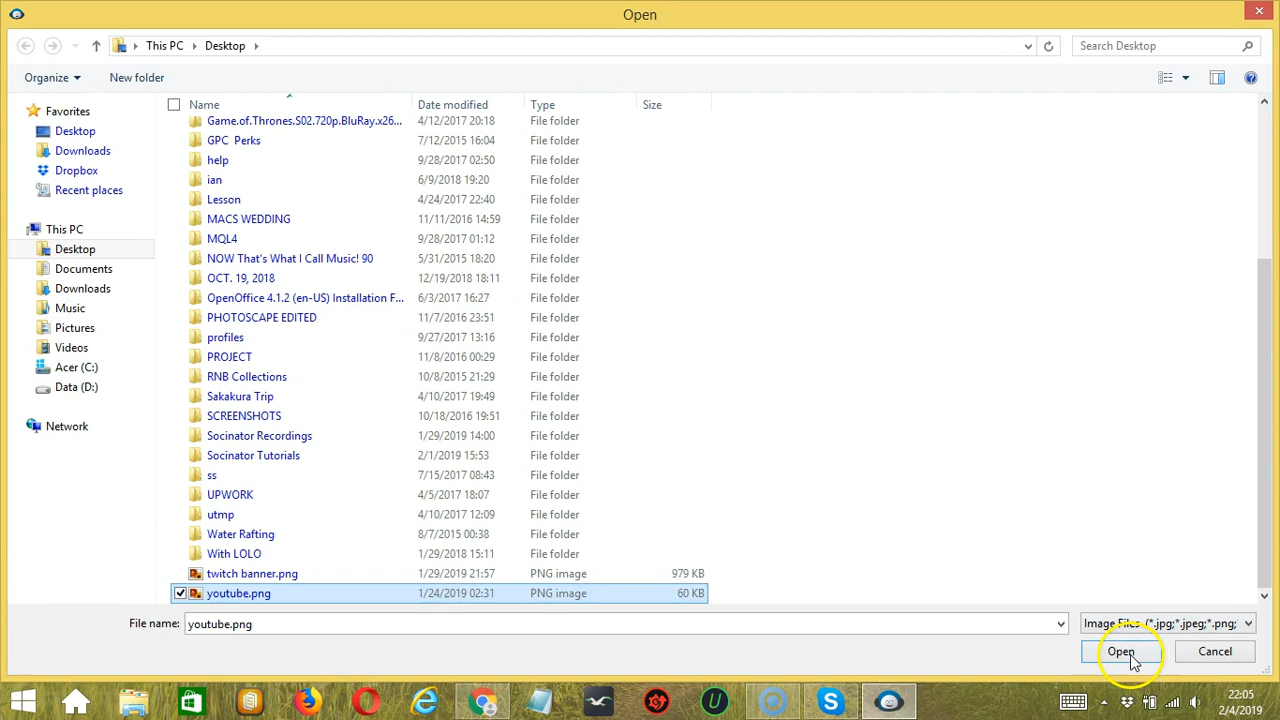 Open
This PC Desktop Search Desktop
Organize New folder
Name Date modified Type Size
Favorites
Desktop
Downloads
Dropbox
Recent places
This PC
Desktop
Documents
Downloads
Music
Pictures
Videos
Acer (C:)
Data (D:)
Network
Game.of.Thrones.S02.720p.BluRay.x26... 4/12/2017 20:18 File folder
GPC Perks 7/12/2015 16:04 File folder
help 9/28/2017 02:50 File folder
ian 6/9/2018 19:20 File folder
Lesson 4/24/2017 22:40 File folder
MACS WEDDING 11/11/2016 14:59 File folder
MQL4 9/28/2017 01:12 File folder
NOW That's What I Call Music! 90 5/31/2015 18:20 File folder
OCT. 19, 2018 12/19/2018 18:11 File folder
OpenOffice 4.1.2 (en-US) Installation F... 6/3/2017 16:27 File folder
PHOTOSCAPE EDITED 11/7/2016 23:51 File folder
profiles 9/27/2017 13:16 File folder
PROJECT 11/8/2016 00:29 File folder
RNB Collections 10/8/2015 21:29 File folder
Sakakura Trip 4/10/2017 19:49 File folder
SCREENSHOTS 10/18/2016 19:51 File folder
Socinator Recordings 1/29/2019 14:00 File folder
Socinator Tutorials 2/1/2019 15:53 File folder
ss 7/15/2017 08:43 File folder
UPWORK 4/5/2017 18:07 File folder
utmp 4/10/2017 12:09 File folder
Water Rafting 8/7/2015 00:38 File folder
With LOLO 1/29/2018 15:11 File folder
twitch banner.png 1/29/2019 21:57 PNG image 979 KB
youtube.png 1/24/2019 02:31 PNG image 60 KB
File name: youtube.png Image Files (*.jpg;*.jpeg;*.png;
Open Cancel
22:05
2/4/2019